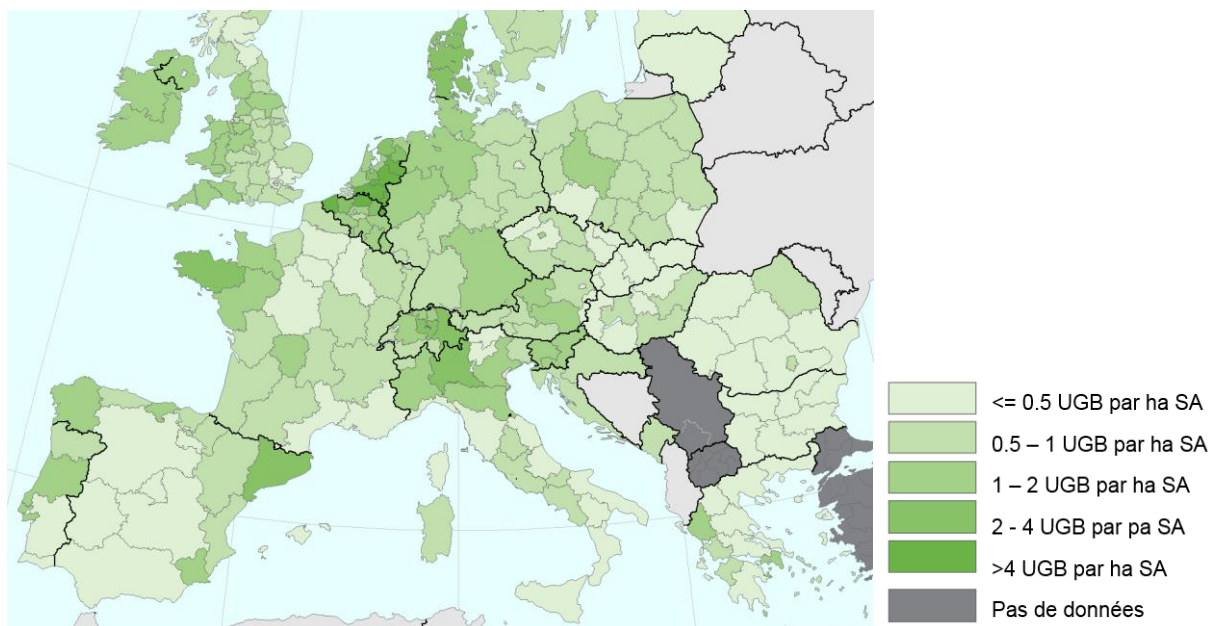 <= 0.5 UGB par ha SA
0.5 – 1 UGB par ha SA
1 – 2 UGB par ha SA
2 - 4 UGB par pa SA
>4 UGB par ha SA
Pas de données